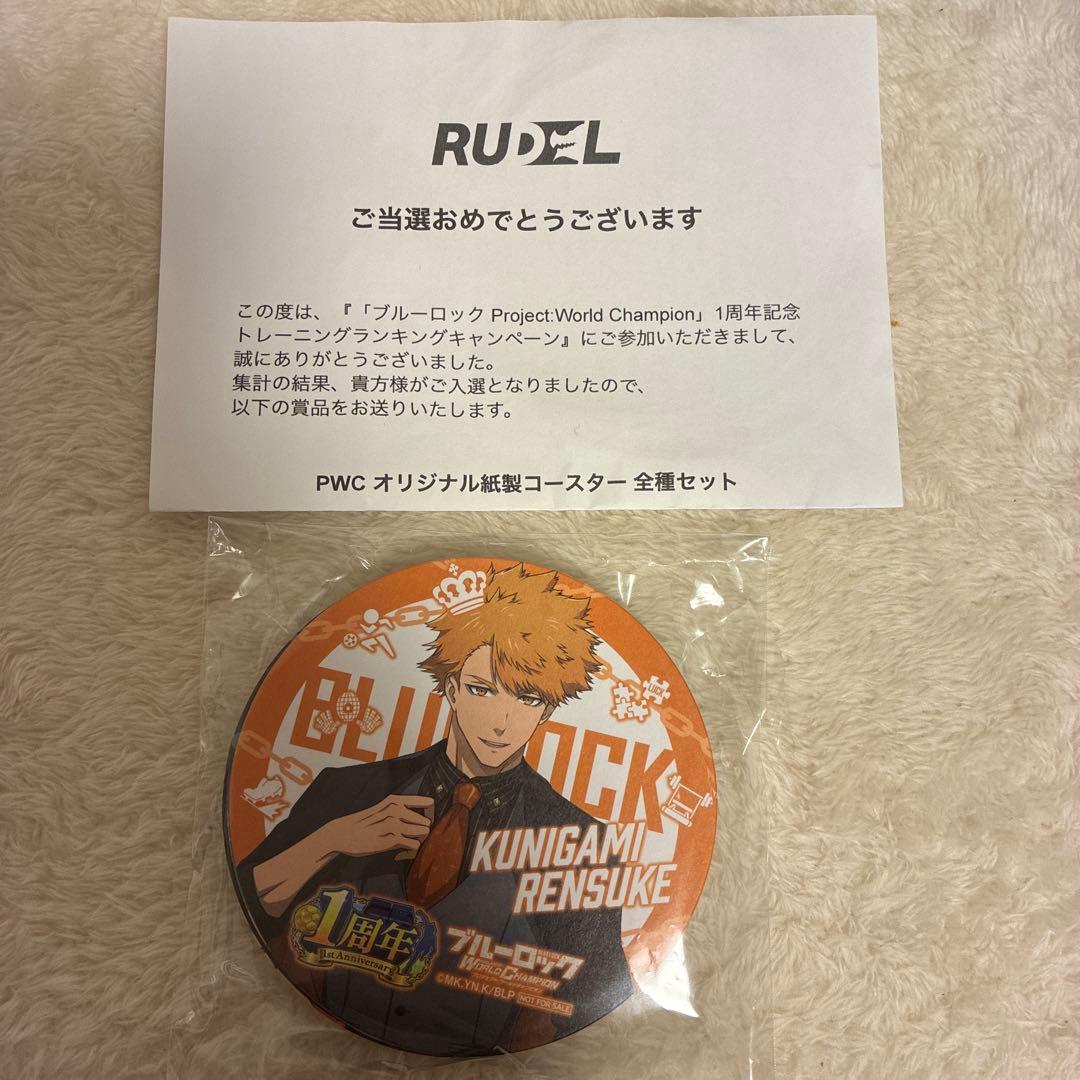 RUDEL
ご当選おめでとうございます
この度は、『「ブルーロック Project:World Champion」1周年記念
トレーニングランキングキャンペーン』にご参加いただきまして、
誠にありがとうございました。
集計の結果、貴方様がご入選となりましたので、
以下の賞品をお送りいたします。
PWC オリジナル紙製コースター 全種セット
BLU OCK
KUNIGAMI
RENSUKE
1周年
1st Anniversary
ブルーロック
WORLD CHAMPION
©MK,YN,K/BLP NOT FOR SALE